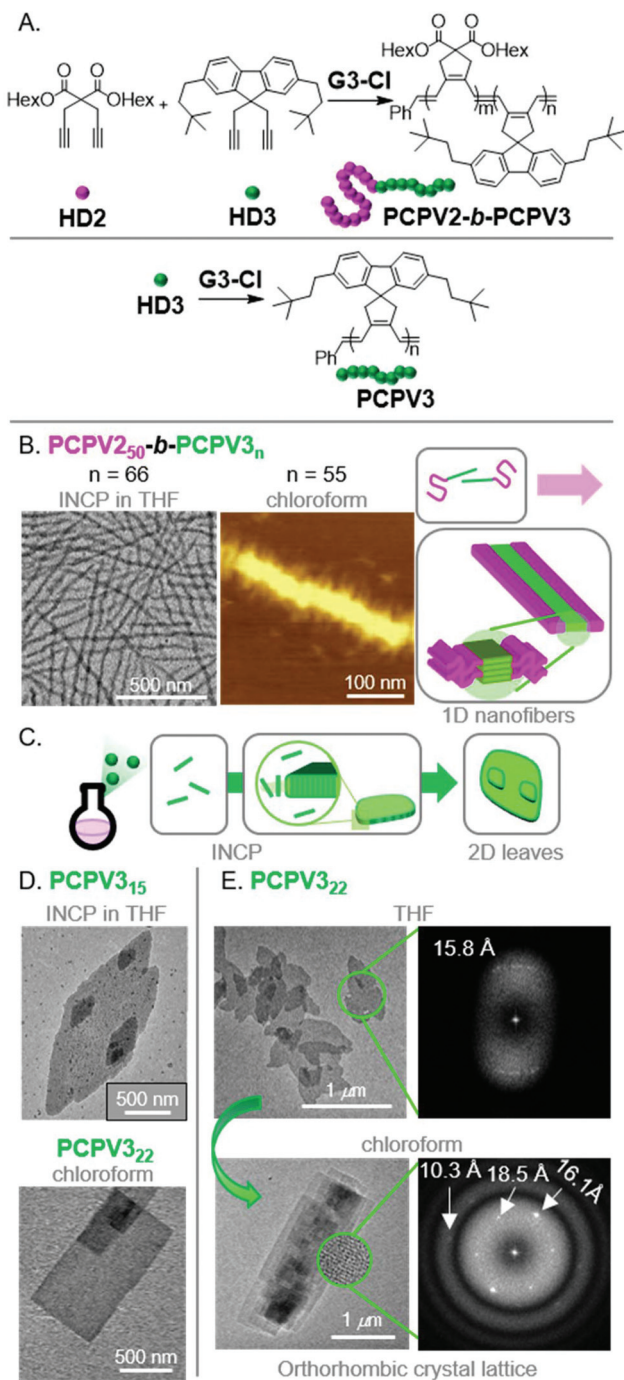 A.
O O
HexO OHex
+
G3-Cl
O O
HexO OHex
Ph
m
n
HD2
HD3
PCPV2-b-PCPV3
HD3
G3-Cl
Ph
n
PCPV3
B. PCPV2₅₀-b-PCPV3ₙ
n = 66
INCP in THF
n = 55
chloroform
500 nm
100 nm
1D nanofibers
C.
INCP
2D leaves
D. PCPV3₁₅
INCP in THF
500 nm
PCPV3₂₂
chloroform
500 nm
E. PCPV3₂₂
THF
1 μm
15.8 Å
chloroform
1 μm
10.3 Å 18.5 Å 16.1Å
Orthorhombic crystal lattice